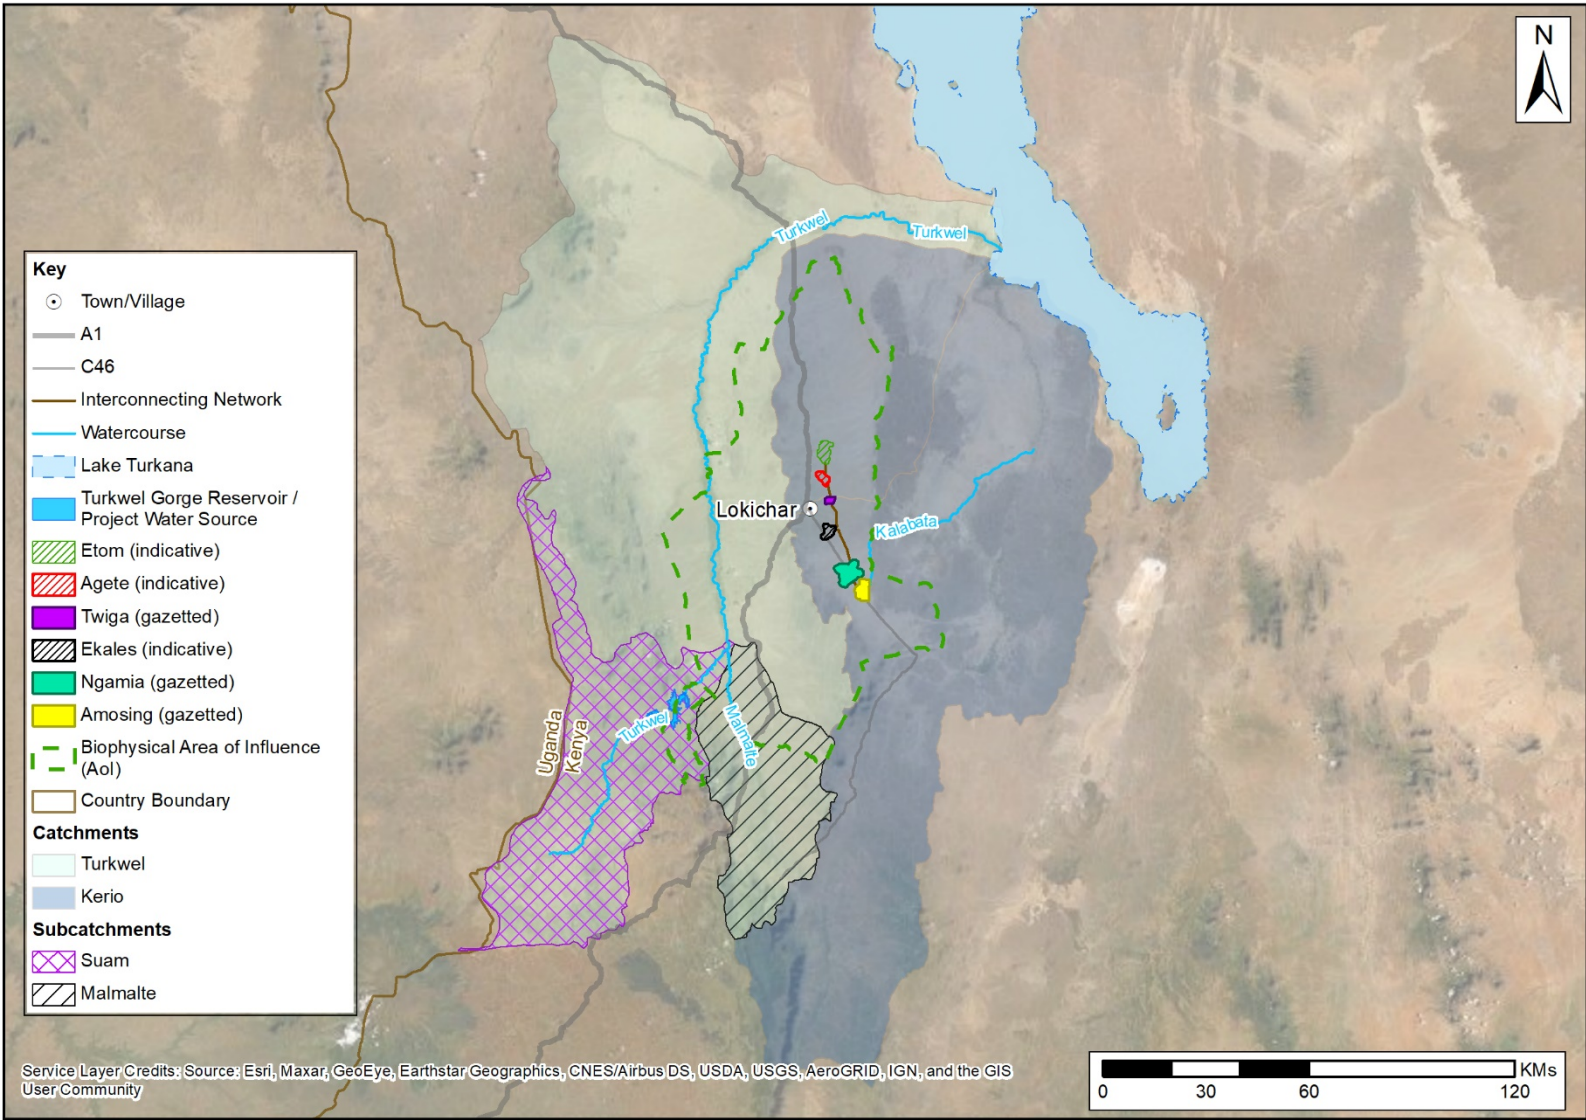 N
Turkwel
Turkwel
Key
Town/Village
A1
C46
Interconnecting Network
Watercourse
Lake Turkana
Turkwel Gorge Reservoir /
Project Water Source
Etom (indicative)
Agete (indicative)
Twiga (gazetted)
Ekales (indicative)
Ngamia (gazetted)
Amosing (gazetted)
Biophysical Area of Influence
(AoI)
Country Boundary
Catchments
Turkwel
Kerio
Subcatchments
Suam
Malmalte
Lokichar
Kalabata
Uganda
Kenya
Turkwel
Malmalte
Service Layer Credits: Source: Esri, Maxar, GeoEye, Earthstar Geographics, CNES/Airbus DS, USDA, USGS, AeroGRID, IGN, and the GIS
User Community
KMs
0 30 60 120